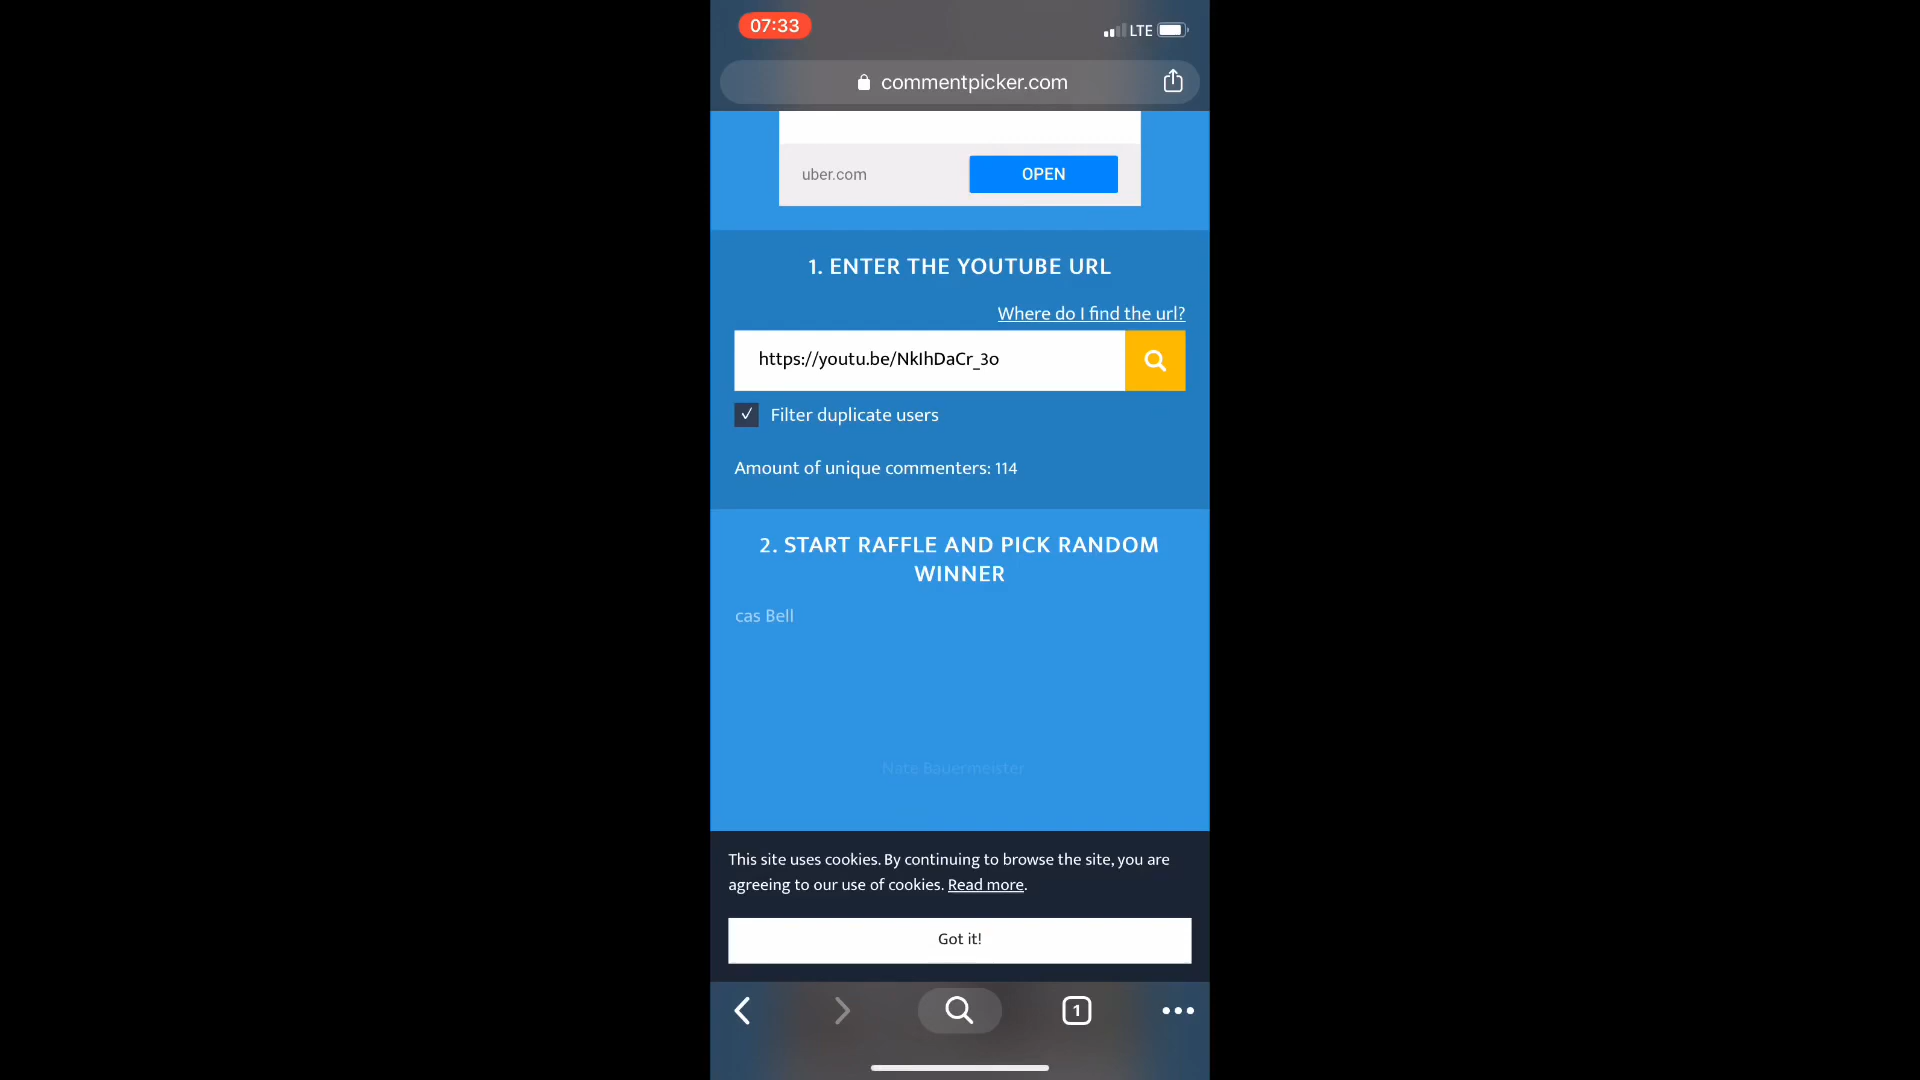 07:33
LTE
commentpicker.com
uber.com
OPEN
1. ENTER THE YOUTUBE URL
Where do I find the url?
https://youtu.be/NkIhDaCr_3o
✓ Filter duplicate users
Amount of unique commenters: 114
2. START RAFFLE AND PICK RANDOM
WINNER
cas Bell
Nate Bauermeister
This site uses cookies. By continuing to browse the site, you are
agreeing to our use of cookies. Read more.
Got it!
1